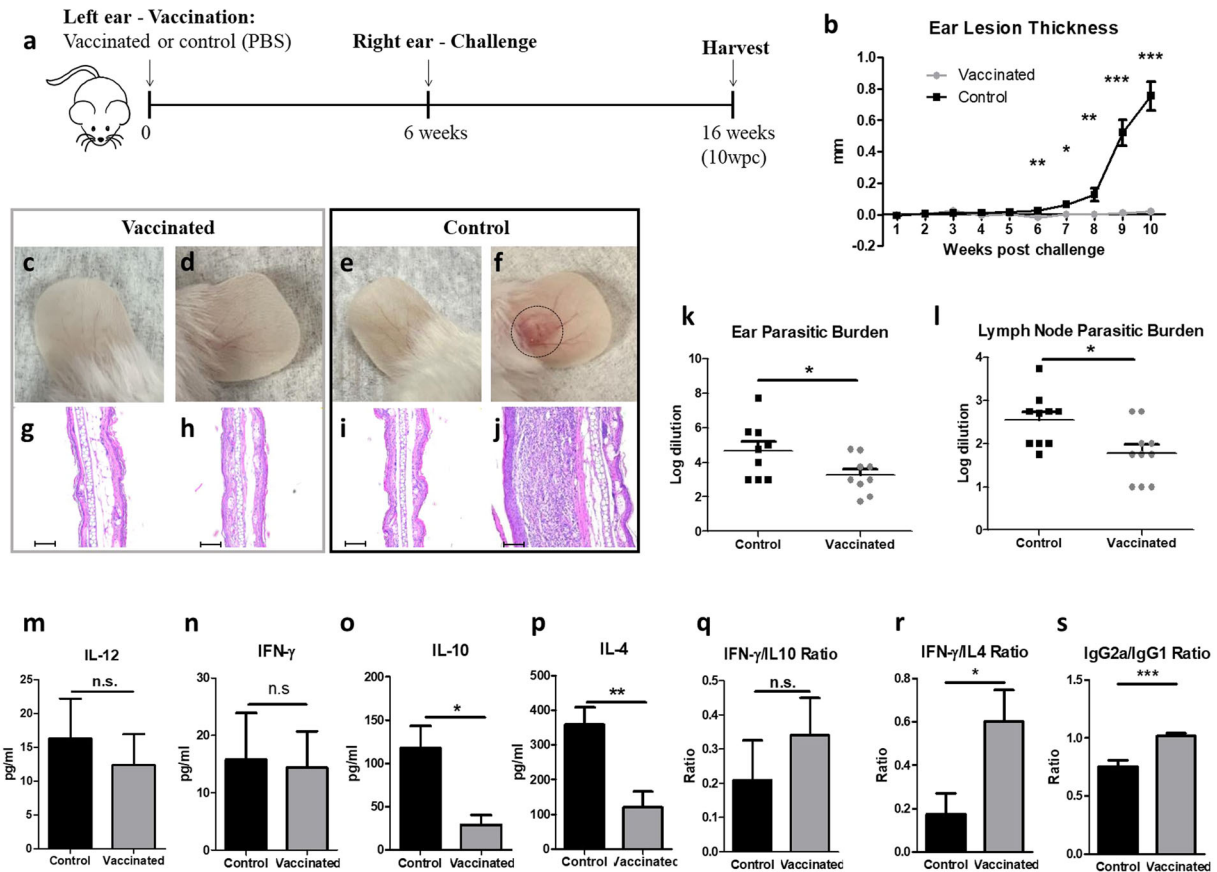 a
Left ear - Vaccination:
Vaccinated or control (PBS)
Right ear - Challenge
Harvest
0
6 weeks
16 weeks
(10wpc)
b
Ear Lesion Thickness
Vaccinated
Control
mm
1.0
0.8
0.6
0.4
0.2
0.0
-0.2
**
*
**
***
***
1 2 3 4 5 6 7 8 9 10
Weeks post challenge
Vaccinated
Control
c
d
e
f
g
h
i
j
k
Ear Parasitic Burden
*
Log dilution
10
8
6
4
2
0
Control Vaccinated
l
Lymph Node Parasitic Burden
*
Log dilution
4
3
2
1
0
Control Vaccinated
m
IL-12
n.s.
pg/ml
25
20
15
10
5
0
Control Vaccinated
n
IFN-γ
n.s
30
20
10
0
Control Vaccinated
o
IL-10
*
pg/ml
200
150
100
50
0
Control Vaccinated
p
IL-4
**
pg/ml
500
400
300
200
100
0
Control Vaccinated
q
IFN-γ/IL10 Ratio
n.s.
Ratio
0.5
0.4
0.3
0.2
0.1
0.0
Control Vaccinated
r
IFN-γ/IL4 Ratio
*
Ratio
0.8
0.6
0.4
0.2
0.0
Control Vaccinated
s
IgG2a/IgG1 Ratio
***
Ratio
1.5
1.0
0.5
0.0
Control Vaccinated